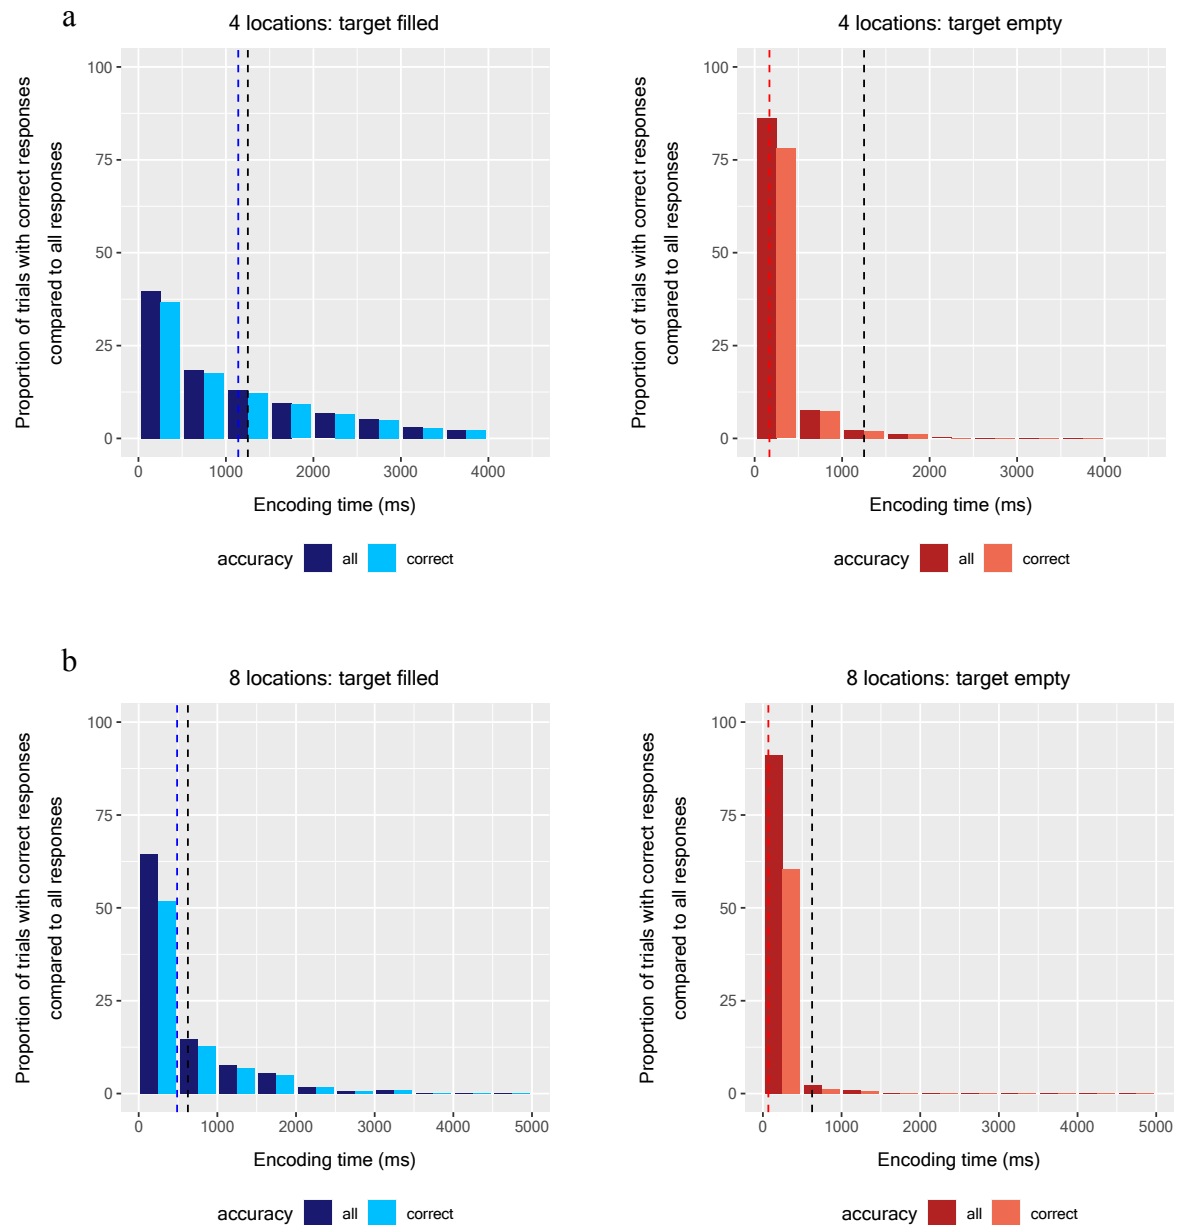 a
4 locations: target filled
Proportion of trials with correct responses
compared to all responses
100
75
50
25
0
0 1000 2000 3000 4000
Encoding time (ms)
accuracy all correct
4 locations: target empty
Proportion of trials with correct responses
compared to all responses
100
75
50
25
0
0 1000 2000 3000 4000
Encoding time (ms)
accuracy all correct
b
8 locations: target filled
Proportion of trials with correct responses
compared to all responses
100
75
50
25
0
0 1000 2000 3000 4000 5000
Encoding time (ms)
accuracy all correct
8 locations: target empty
Proportion of trials with correct responses
compared to all responses
100
75
50
25
0
0 1000 2000 3000 4000 5000
Encoding time (ms)
accuracy all correct